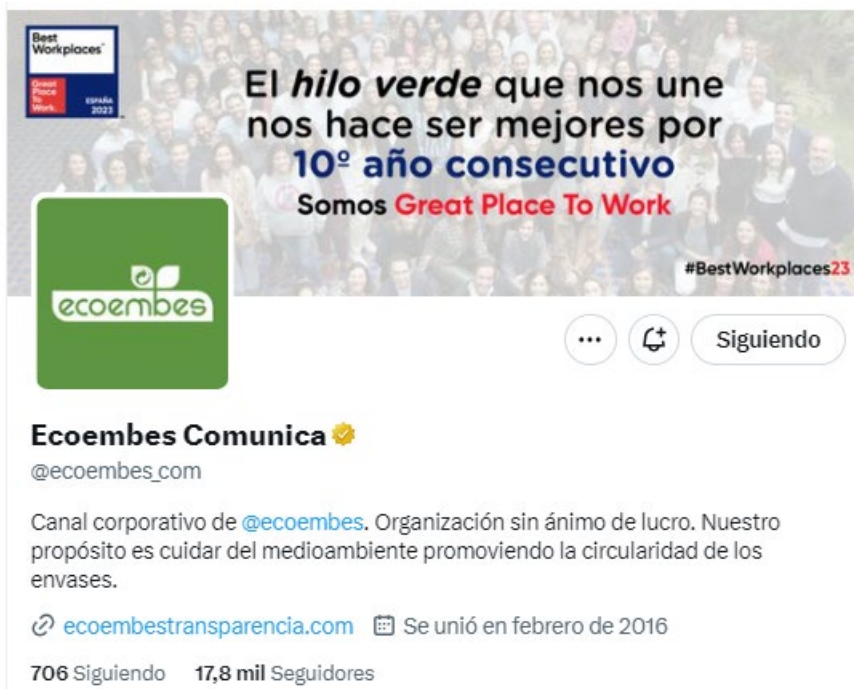 Best
Workplaces™
Great
Place
To
Work.
ESPAÑA
2023
El hilo verde que nos une
nos hace ser mejores por
10º año consecutivo
Somos Great Place To Work
#BestWorkplaces23
ecoembes
Siguiendo
Ecoembes Comunica
@ecoembes_com
Canal corporativo de @ecoembes. Organización sin ánimo de lucro. Nuestro
propósito es cuidar del medioambiente promoviendo la circularidad de los
envases.
ecoembestransparencia.com Se unió en febrero de 2016
706 Siguiendo 17,8 mil Seguidores